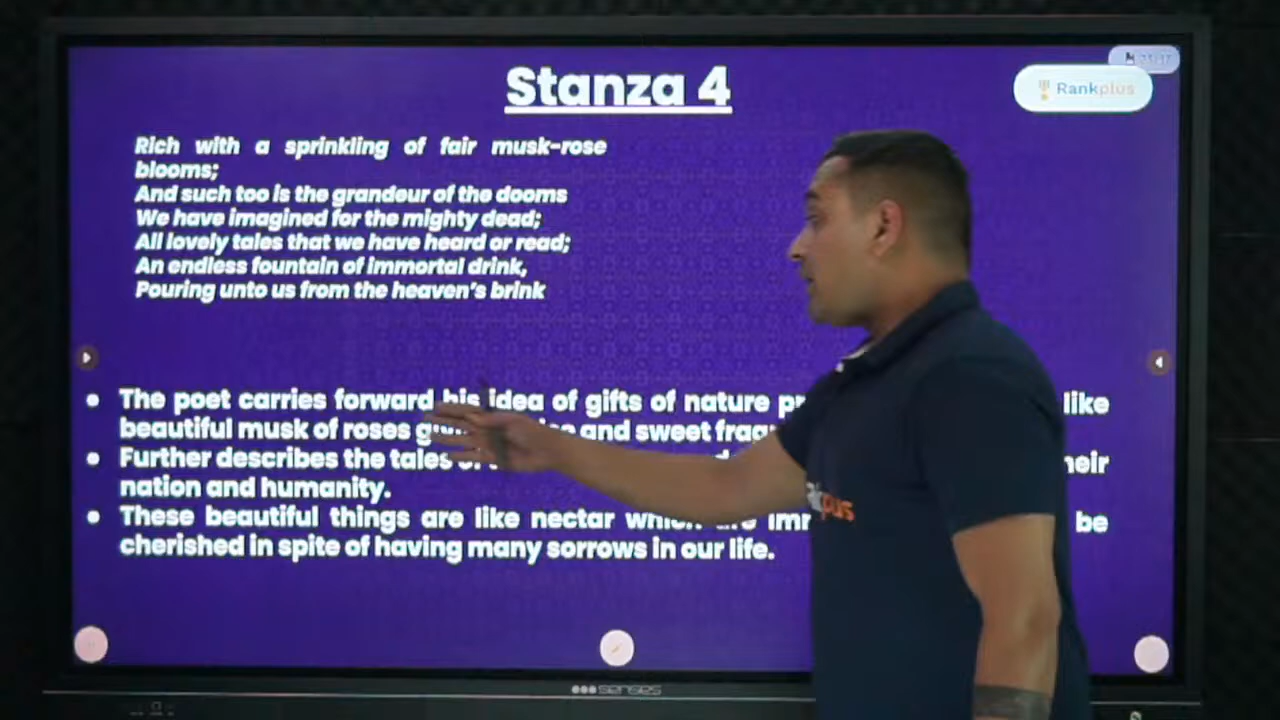 Stanza 4
Rankplus
Rich with a sprinkling of fair musk-rose
blooms;
And such too is the grandeur of the dooms
We have imagined for the mighty dead;
All lovely tales that we have heard or read;
An endless fountain of immortal drink,
Pouring unto us from the heaven's brink
The poet carries forward his idea of gifts of nature like
beautiful musk of roses and sweet
Further describes the tales
nation and humanity.
These beautiful things are like nectar which are be
cherished in spite of having many sorrows in our life.
senses